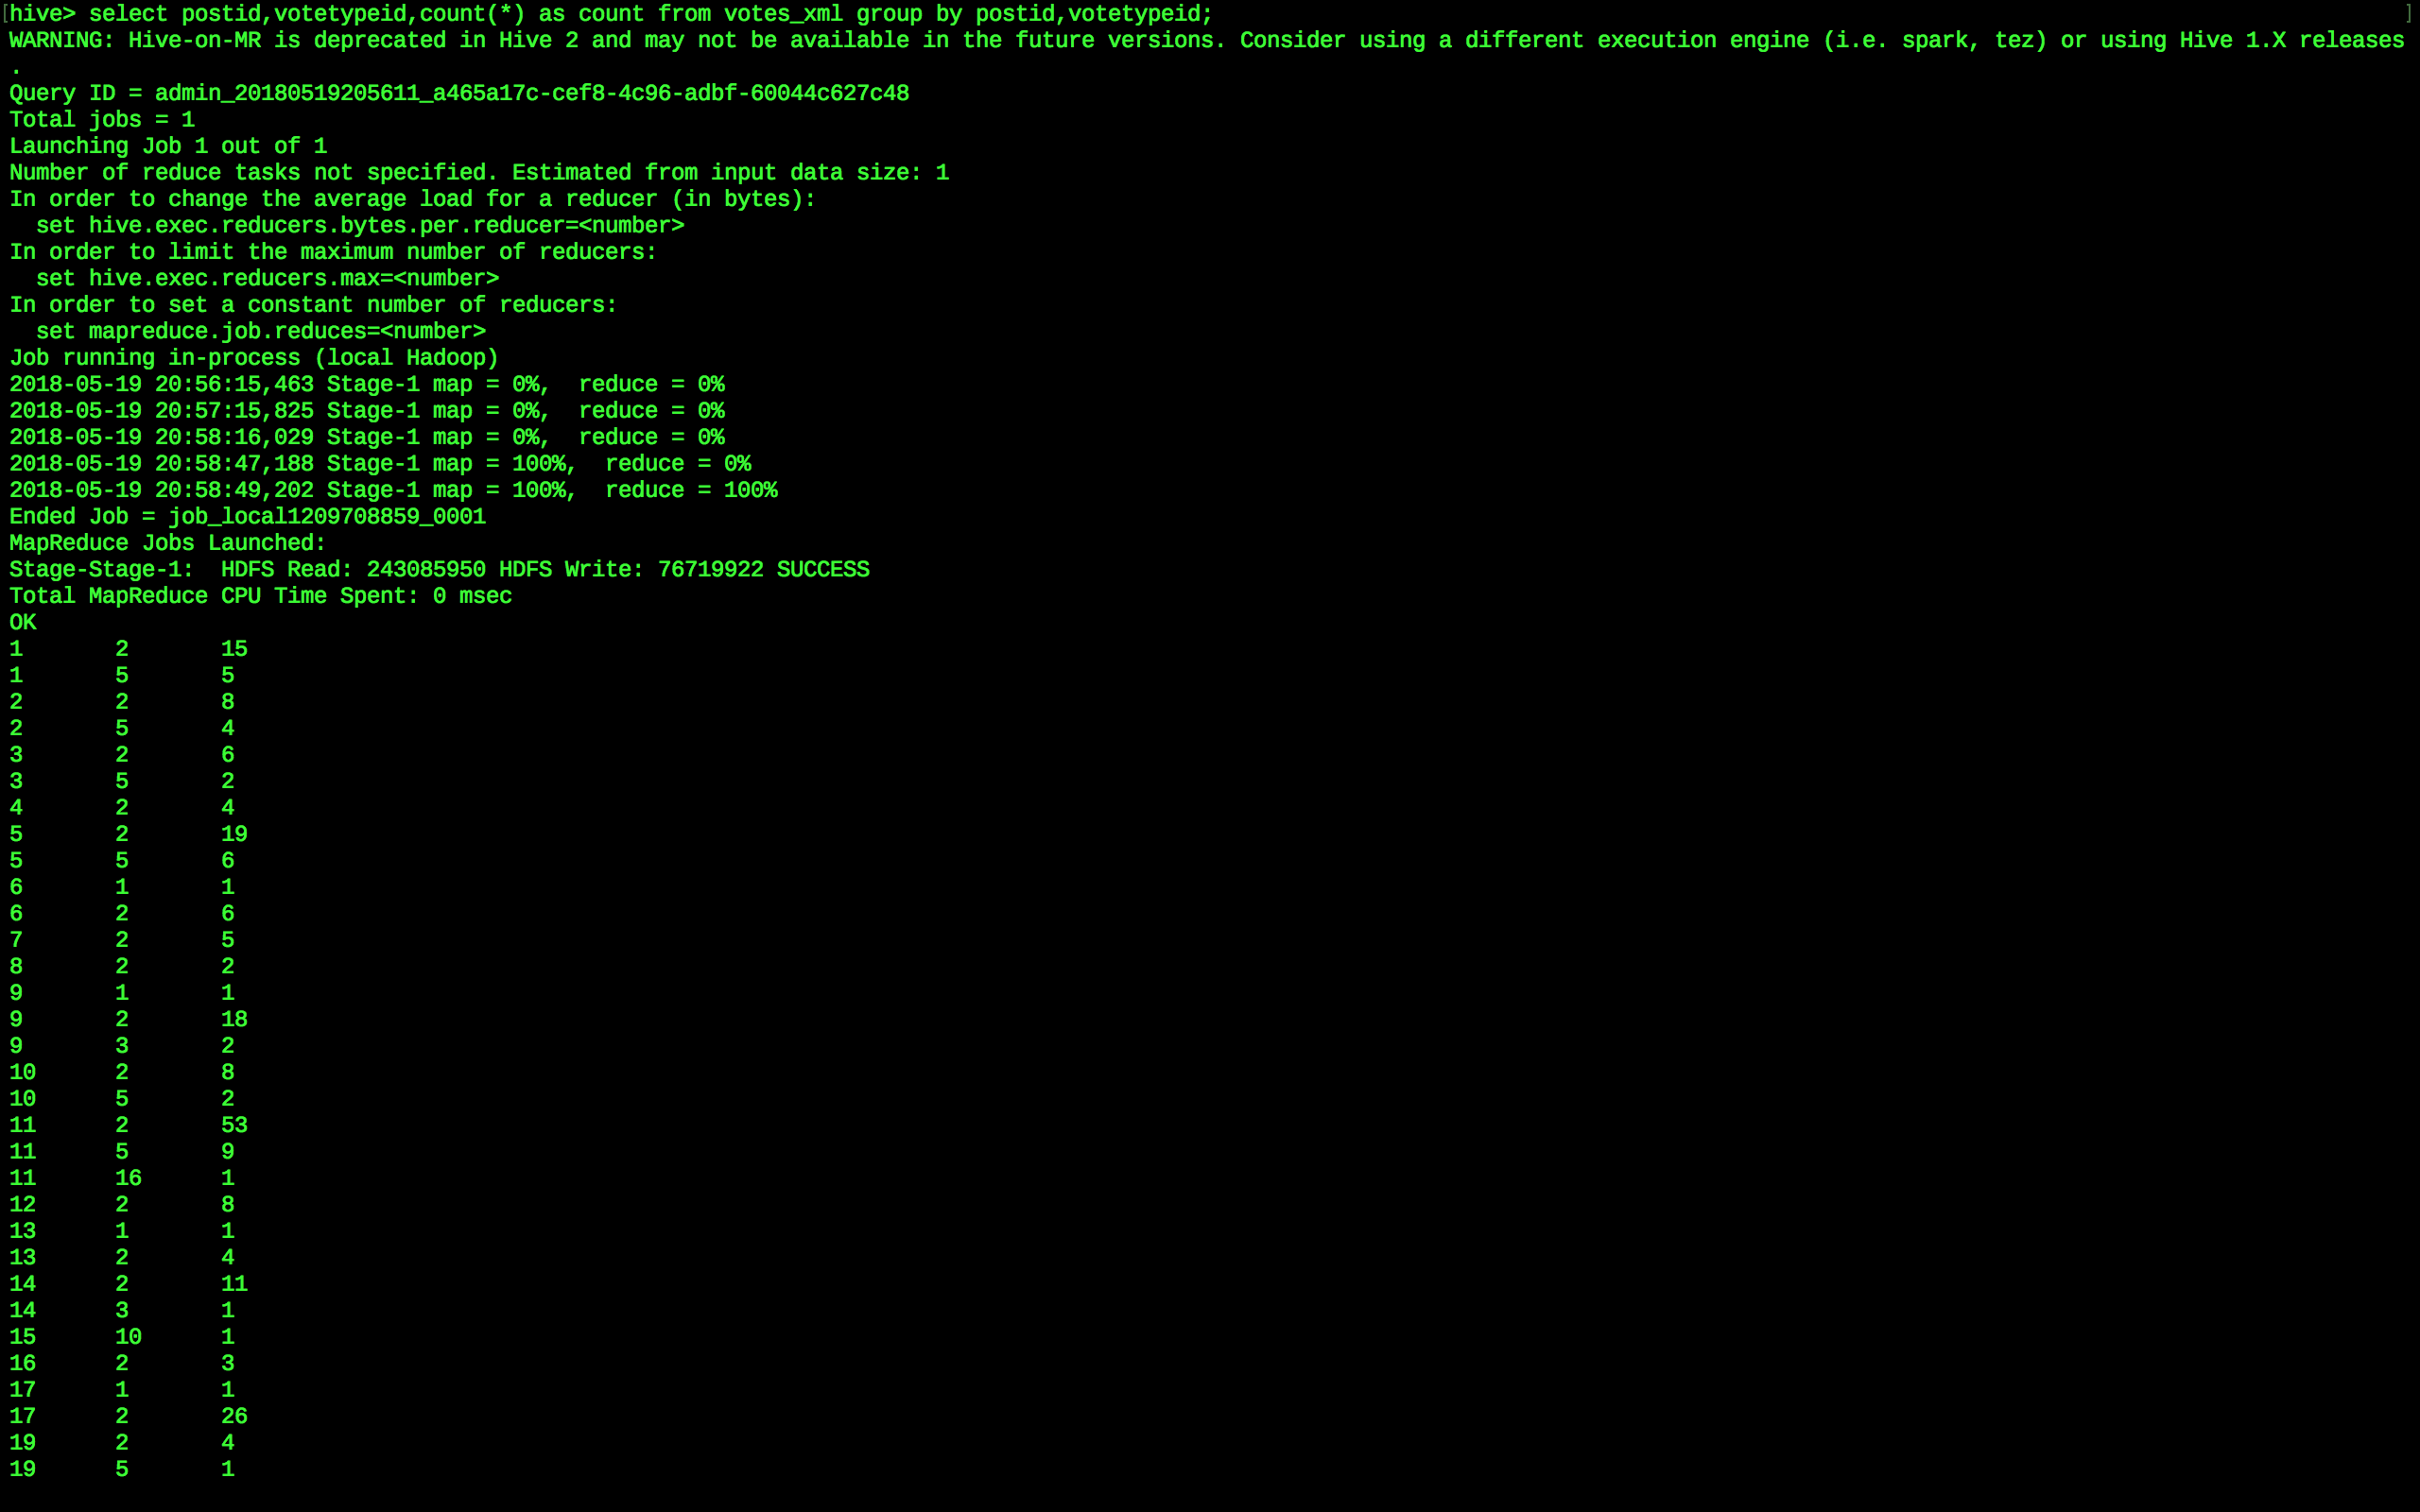 [hive> select postid,votetypeid,count(*) as count from votes_xml group by postid,votetypeid; ]
WARNING: Hive-on-MR is deprecated in Hive 2 and may not be available in the future versions. Consider using a different execution engine (i.e. spark, tez) or using Hive 1.X releases
.
Query ID = admin_20180519205611_a465a17c-cef8-4c96-adbf-60044c627c48
Total jobs = 1
Launching Job 1 out of 1
Number of reduce tasks not specified. Estimated from input data size: 1
In order to change the average load for a reducer (in bytes):
  set hive.exec.reducers.bytes.per.reducer=<number>
In order to limit the maximum number of reducers:
  set hive.exec.reducers.max=<number>
In order to set a constant number of reducers:
  set mapreduce.job.reduces=<number>
Job running in-process (local Hadoop)
2018-05-19 20:56:15,463 Stage-1 map = 0%,  reduce = 0%
2018-05-19 20:57:15,825 Stage-1 map = 0%,  reduce = 0%
2018-05-19 20:58:16,029 Stage-1 map = 0%,  reduce = 0%
2018-05-19 20:58:47,188 Stage-1 map = 100%,  reduce = 0%
2018-05-19 20:58:49,202 Stage-1 map = 100%,  reduce = 100%
Ended Job = job_local1209708859_0001
MapReduce Jobs Launched:
Stage-Stage-1:  HDFS Read: 243085950 HDFS Write: 76719922 SUCCESS
Total MapReduce CPU Time Spent: 0 msec
OK
1	2	15
1	5	5
2	2	8
2	5	4
3	2	6
3	5	2
4	2	4
5	2	19
5	5	6
6	1	1
6	2	6
7	2	5
8	2	2
9	1	1
9	2	18
9	3	2
10	2	8
10	5	2
11	2	53
11	5	9
11	16	1
12	2	8
13	1	1
13	2	4
14	2	11
14	3	1
15	10	1
16	2	3
17	1	1
17	2	26
19	2	4
19	5	1